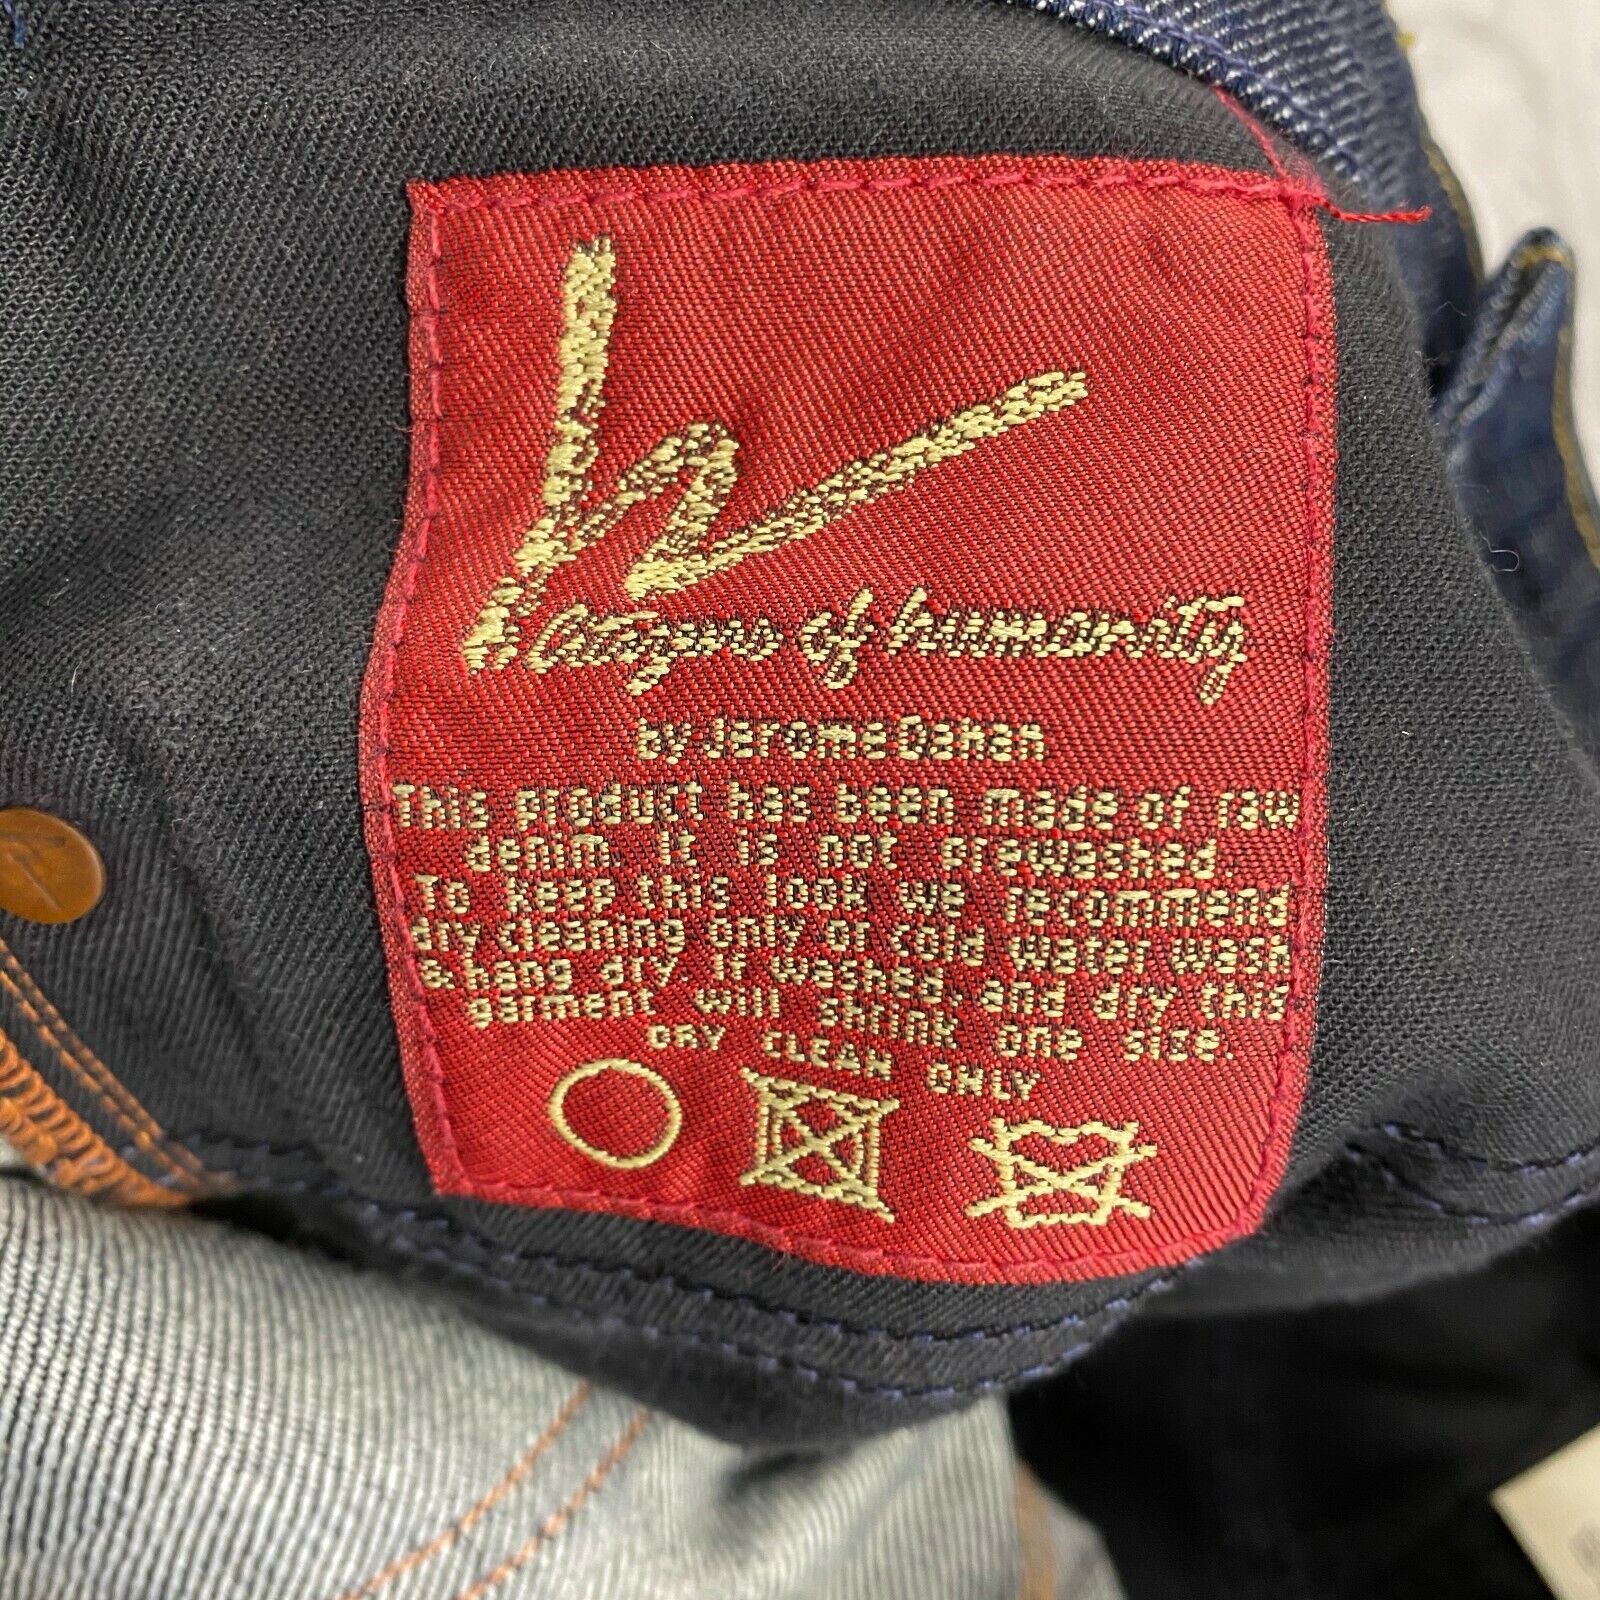 citizens of humanity
by Jerome Dahan
This product has been made of raw
denim. It is not prewashed.
To keep this look we recommend
dry cleaning only or cold water wash
& hang dry if washed, and dry this
garment will shrink one size.
DRY CLEAN ONLY